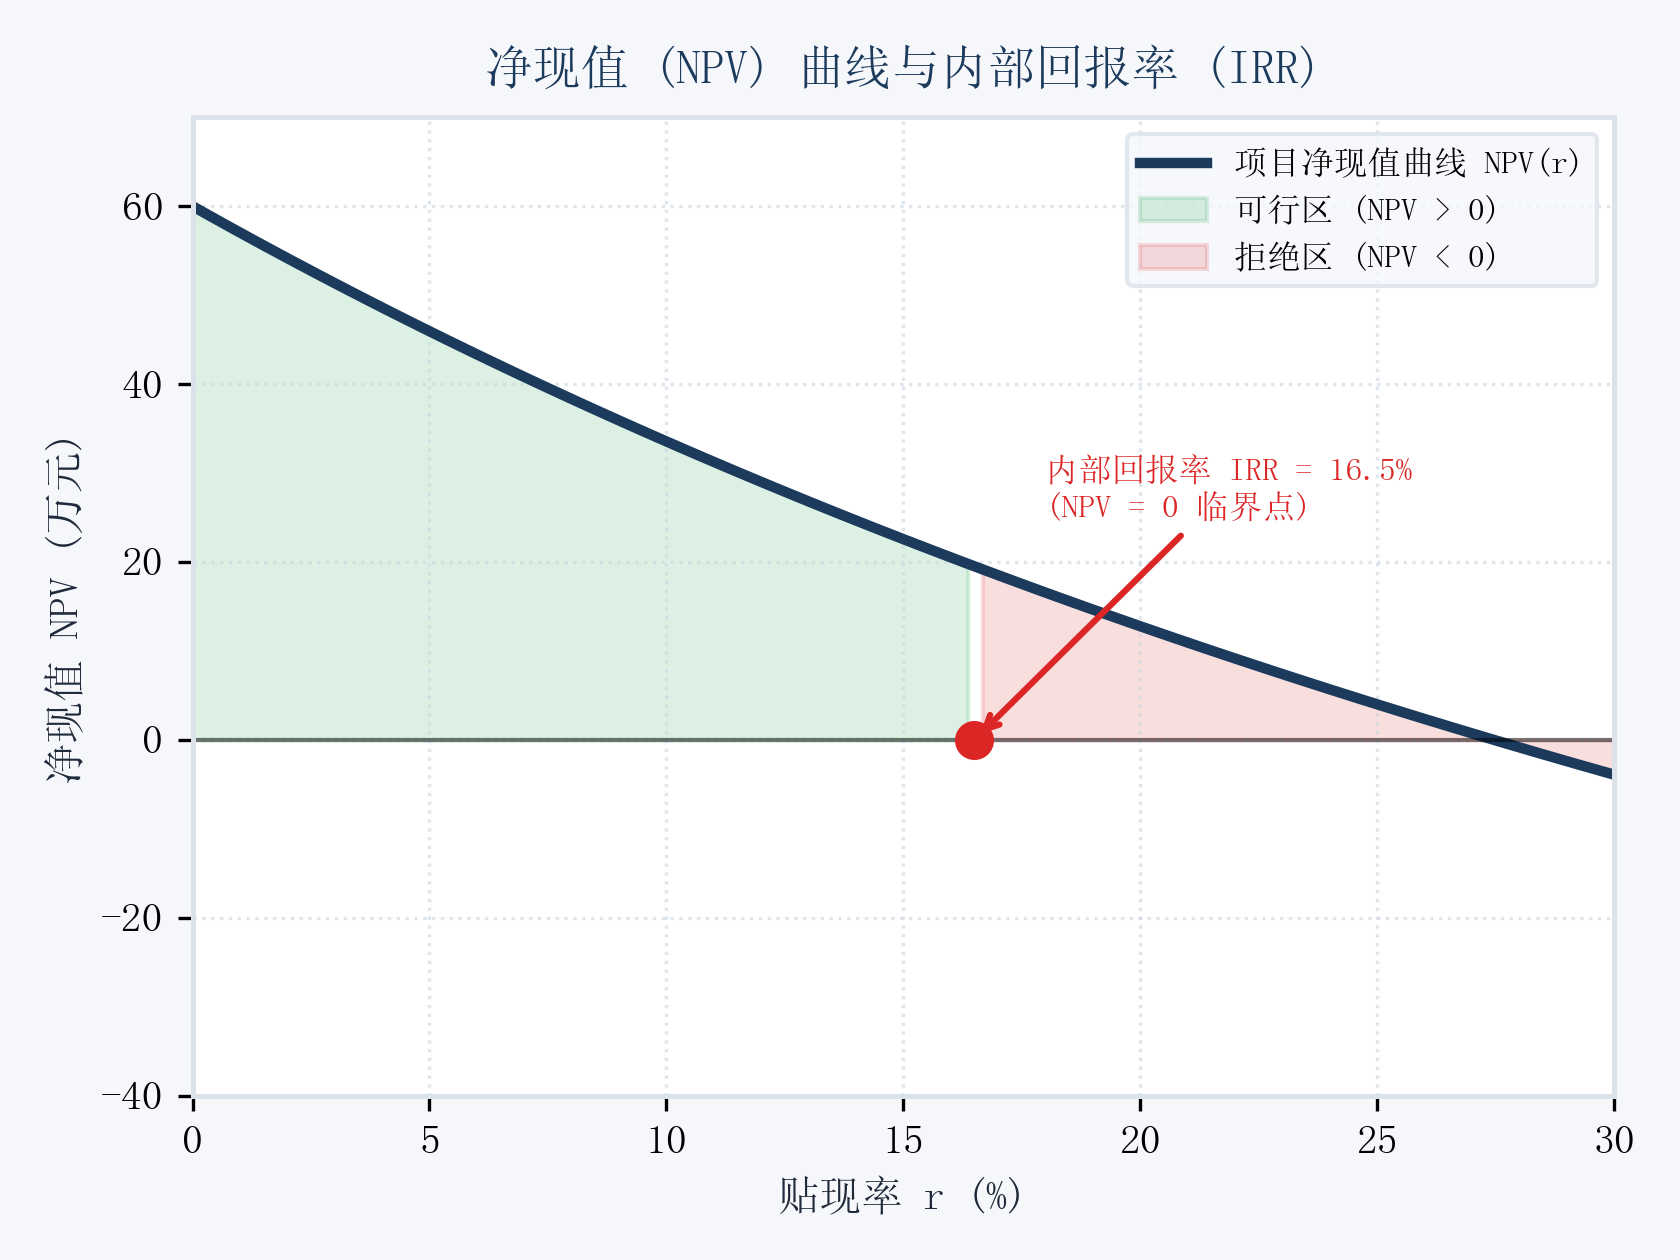 净现值 (NPV) 曲线与内部回报率 (IRR)
项目净现值曲线 NPV(r)
可行区 (NPV > 0)
拒绝区 (NPV < 0)
内部回报率 IRR = 16.5%
(NPV = 0 临界点)
净现值 NPV (万元)
60
40
20
0
−20
−40
0
5
10
15
20
25
30
贴现率 r (%)